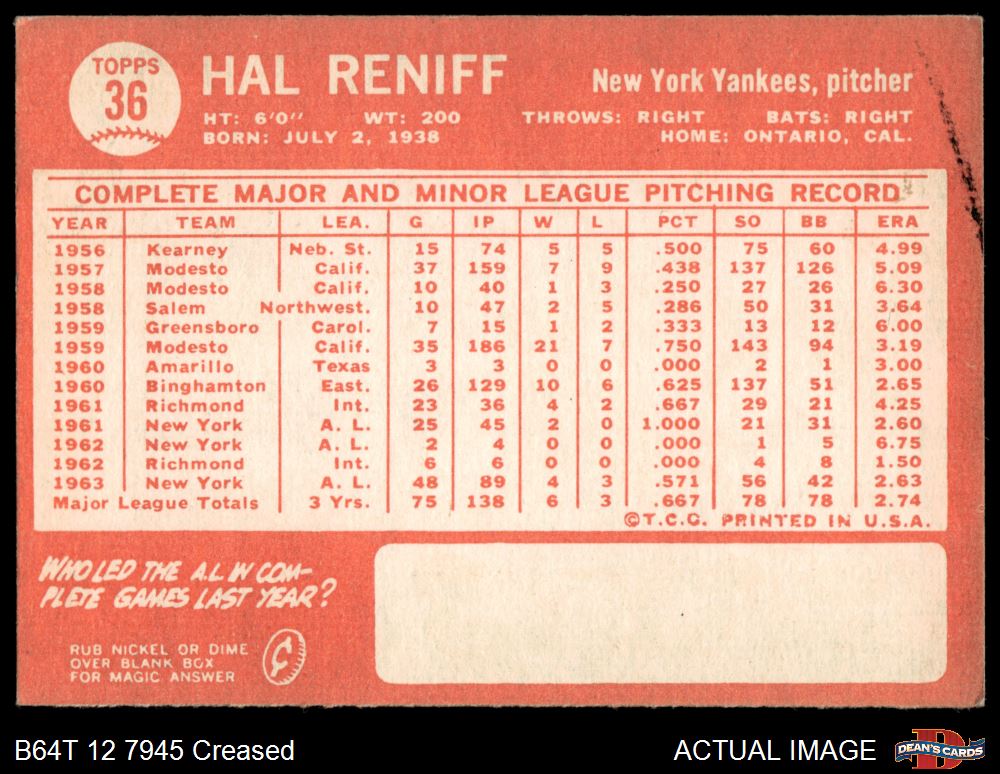 TOPPS
36
HAL RENIFF
New York Yankees, pitcher
HT: 6'0" WT: 200 THROWS: RIGHT BATS: RIGHT
BORN: JULY 2, 1938 HOME: ONTARIO, CAL.
COMPLETE MAJOR AND MINOR LEAGUE PITCHING RECORD
YEAR TEAM LEA. G IP W L PCT SO BB ERA
1956 Kearney Neb. St. 15 74 5 5 .500 75 60 4.99
1957 Modesto Calif. 37 159 7 9 .438 137 126 5.09
1958 Modesto Calif. 10 40 1 3 .250 27 26 6.30
1958 Salem Northwest. 10 47 2 5 .286 50 31 3.64
1959 Greensboro Carol. 7 15 1 2 .333 13 12 6.00
1959 Modesto Calif. 35 186 21 7 .750 143 94 3.19
1960 Amarillo Texas 3 3 0 0 .000 2 1 3.00
1960 Binghamton East. 26 129 10 6 .625 137 51 2.65
1961 Richmond Int. 23 36 4 2 .667 29 21 4.25
1961 New York A. L. 25 45 2 0 1.000 21 31 2.60
1962 New York A. L. 2 4 0 0 .000 1 5 6.75
1962 Richmond Int. 6 6 0 0 .000 4 8 1.50
1963 New York A. L. 48 89 4 3 .571 56 42 2.63
Major League Totals 3 Yrs. 75 138 6 3 .667 78 78 2.74
©T.C.G. PRINTED IN U.S.A.
WHO LED THE A.L. IN COM-
PLETE GAMES LAST YEAR?
RUB NICKEL OR DIME
OVER BLANK BOX
FOR MAGIC ANSWER
¢
B64T 12 7945 Creased
ACTUAL IMAGE
DEAN'S CARDS